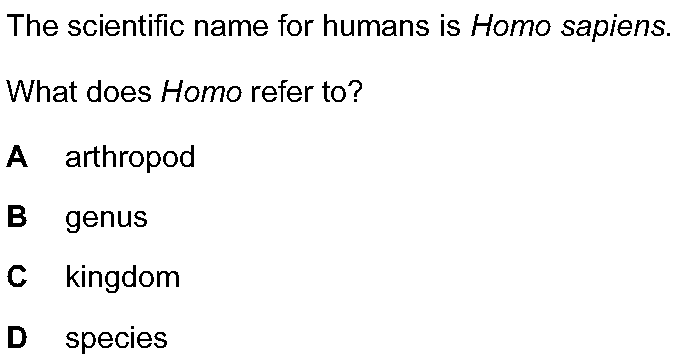 The scientific name for humans is Homo sapiens.
What does Homo refer to?
A arthropod
B genus
C kingdom
D species